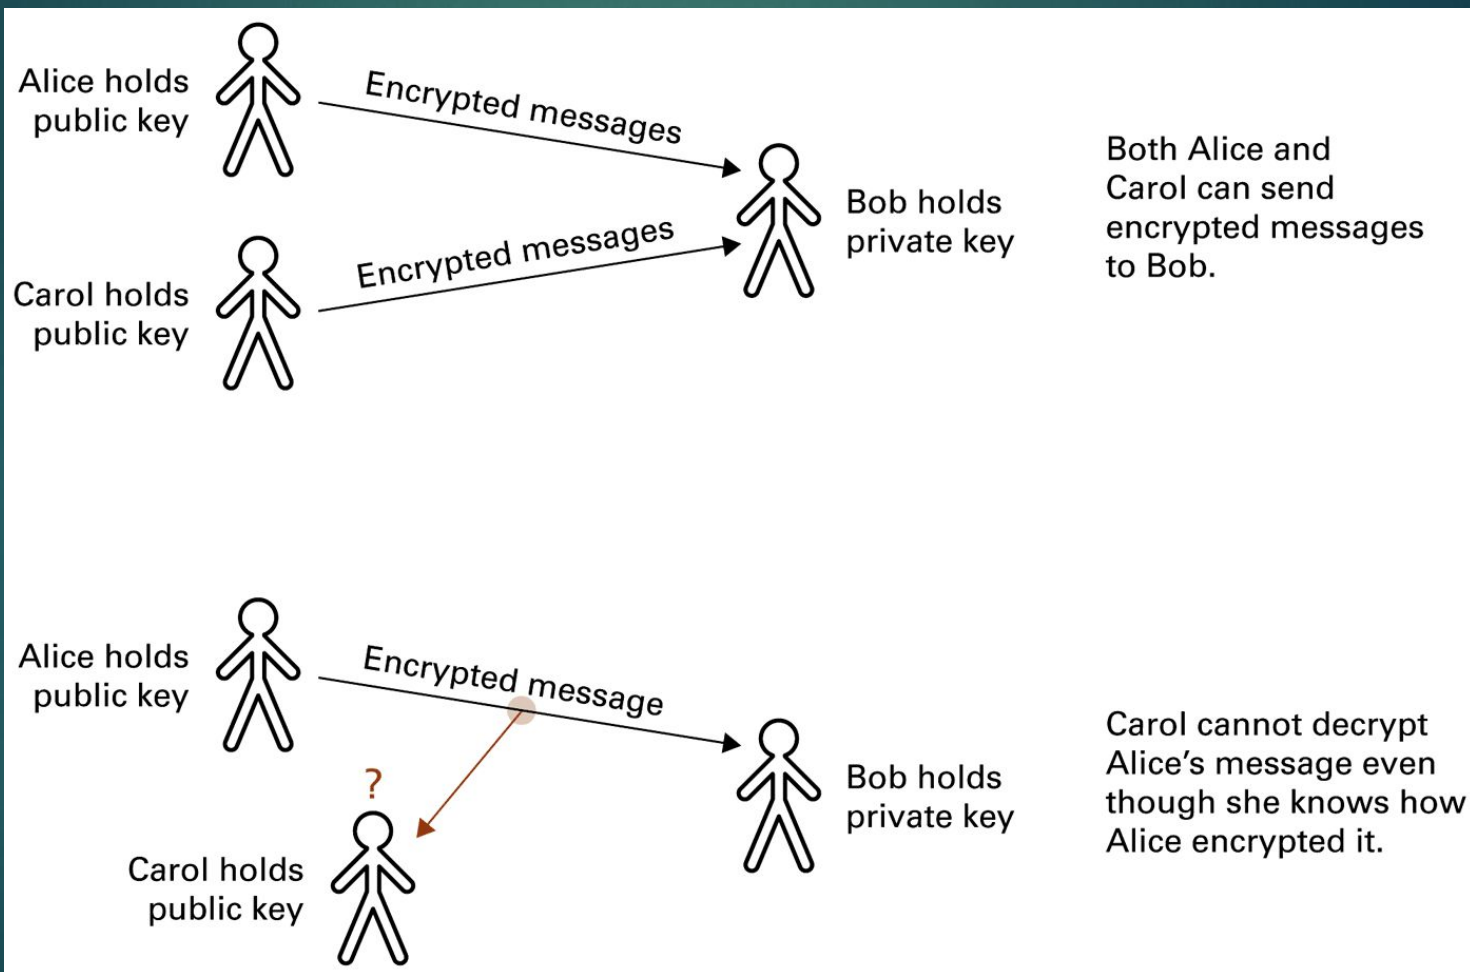 Alice holds
public key
Encrypted messages
Carol holds
public key
Encrypted messages
Bob holds
private key
Both Alice and
Carol can send
encrypted messages
to Bob.
Alice holds
public key
Encrypted message
?
Carol holds
public key
Bob holds
private key
Carol cannot decrypt
Alice’s message even
though she knows how
Alice encrypted it.